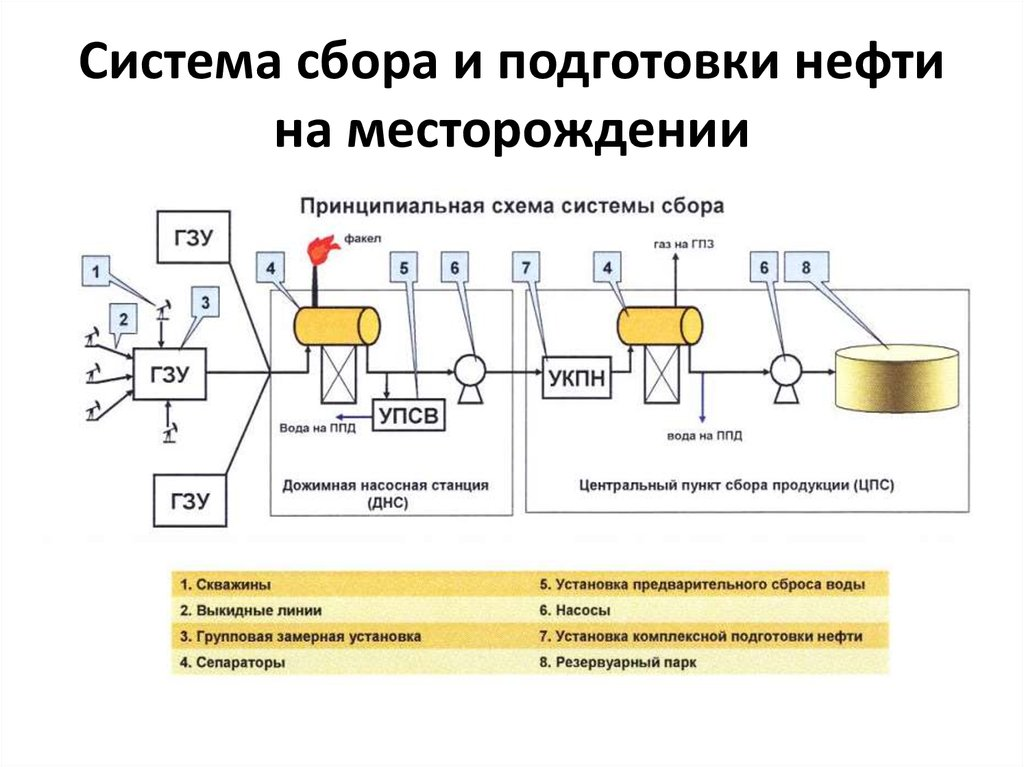 Система сбора и подготовки нефти
на месторождении
Принципиальная схема системы сбора
ГЗУ
факел
газ на ГПЗ
1
4
5
6
7
4
6
8
2
3
ГЗУ
УКПН
УПСВ
Вода на ППД
вода на ППД
ГЗУ
Дожимная насосная станция
(ДНС)
Центральный пункт сбора продукции (ЦПС)
1. Скважины
5. Установка предварительного сброса воды
2. Выкидные линии
6. Насосы
3. Групповая замерная установка
7. Установка комплексной подготовки нефти
4. Сепараторы
8. Резервуарный парк